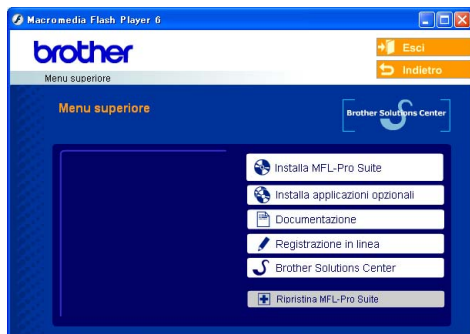 Macromedia Flash Player 6
brother
Esci
Indietro
Menu superiore
Menu superiore
Brother Solutions Center
Installa MFL-Pro Suite
Installa applicazioni opzionali
Documentazione
Registrazione in linea
Brother Solutions Center
Ripristina MFL-Pro Suite